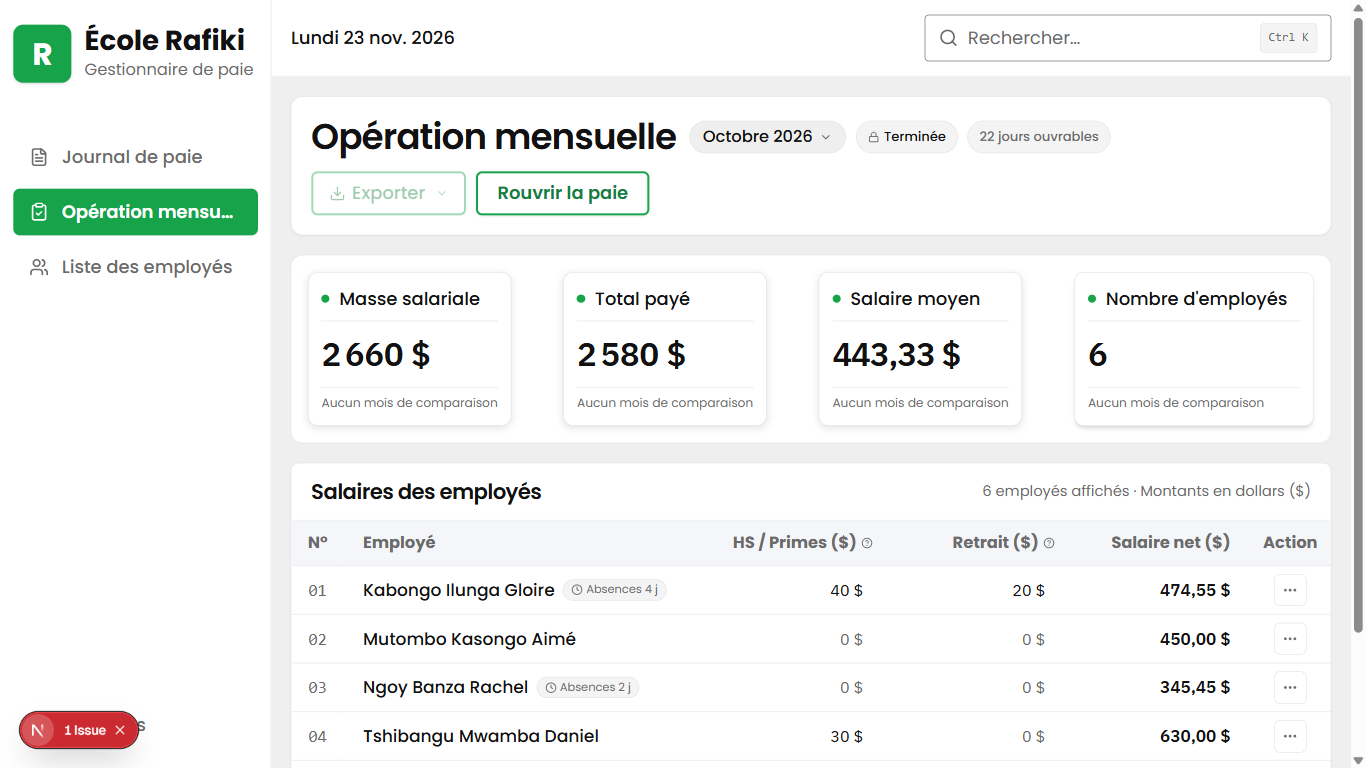 R
École Rafiki
Gestionnaire de paie
Lundi 23 nov. 2026
Rechercher...
Ctrl K
Journal de paie
Opération mensu...
Liste des employés
Opération mensuelle
Octobre 2026
Terminée
22 jours ouvrables
Exporter
Rouvrir la paie
Masse salariale
2 660 $
Aucun mois de comparaison
Total payé
2 580 $
Aucun mois de comparaison
Salaire moyen
443,33 $
Aucun mois de comparaison
Nombre d'employés
6
Aucun mois de comparaison
Salaires des employés
6 employés affichés · Montants en dollars ($)
N° Employé HS / Primes ($) Retrait ($) Salaire net ($) Action
01 Kabongo Ilunga Gloire Absences 4 j 40 $ 20 $ 474,55 $
02 Mutombo Kasongo Aimé 0 $ 0 $ 450,00 $
03 Ngoy Banza Rachel Absences 2 j 0 $ 0 $ 345,45 $
04 Tshibangu Mwamba Daniel 30 $ 0 $ 630,00 $
N 1 Issue